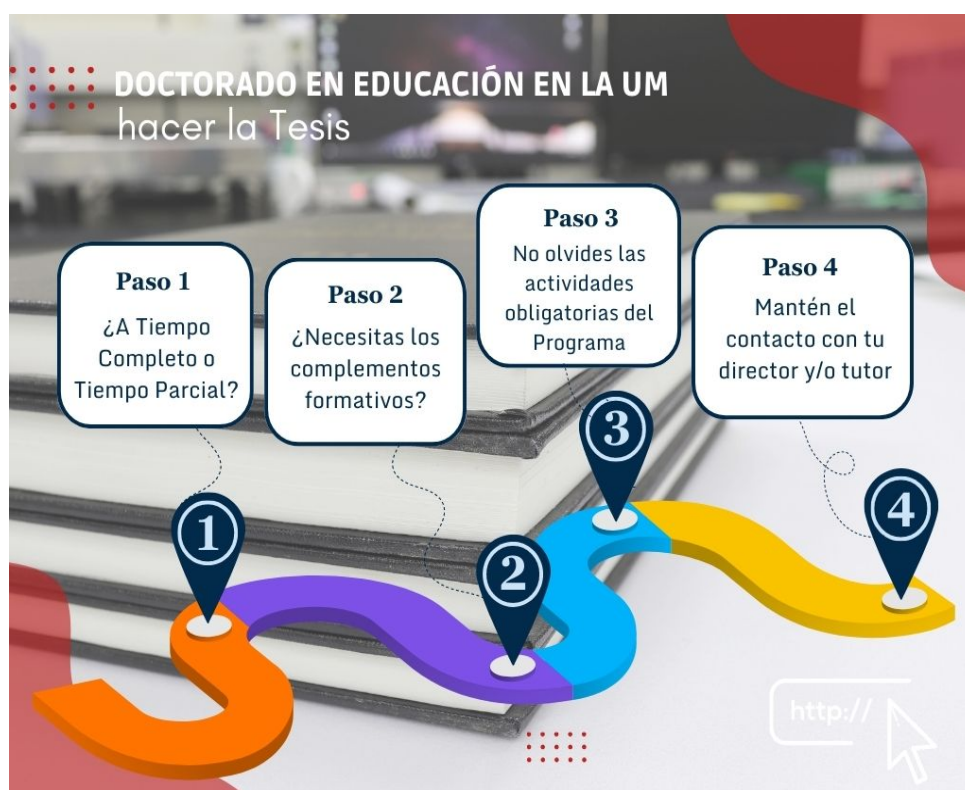 DOCTORADO EN EDUCACIÓN EN LA UM
hacer la Tesis
Paso 1
¿A Tiempo
Completo o
Tiempo Parcial?
Paso 2
¿Necesitas los
complementos
formativos?
Paso 3
No olvides las
actividades
obligatorias del
Programa
Paso 4
Mantén el
contacto con tu
director y/o tutor
1
2
3
4
http://